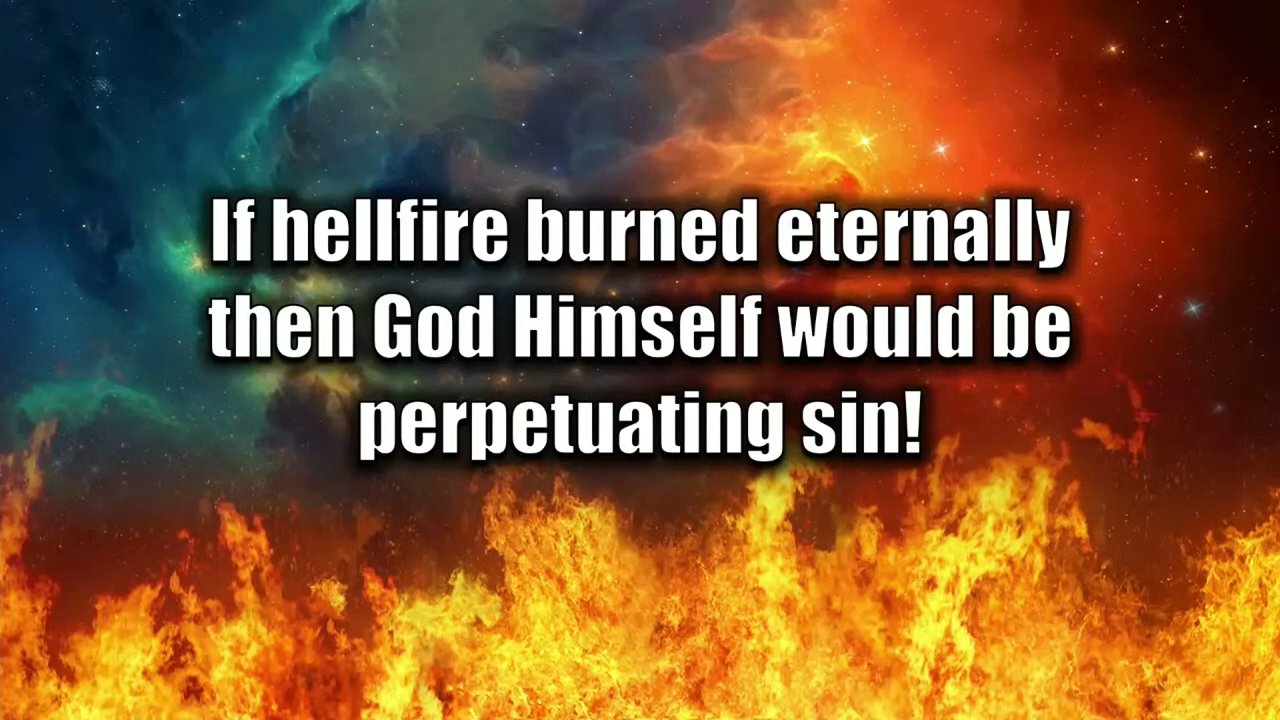 If hellfire burned eternally
then God Himself would be
perpetuating sin!